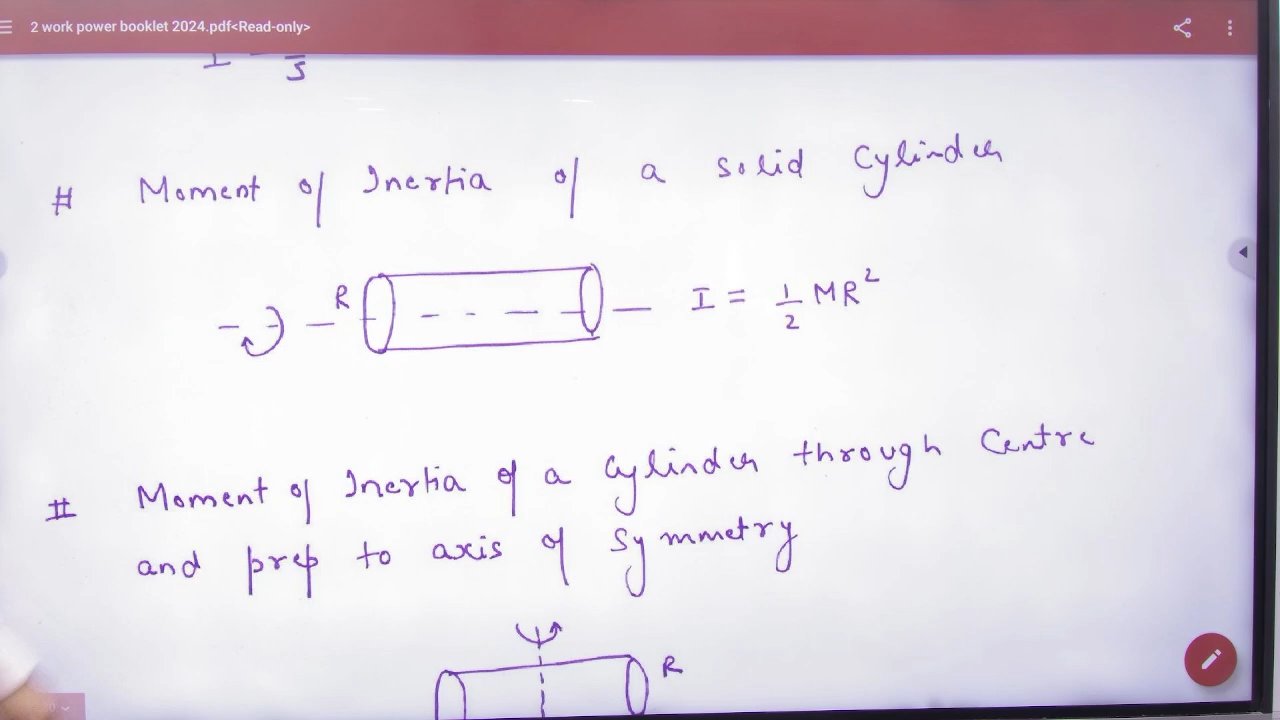 2 work power booklet 2024.pdf<Read-only>
# Moment of Inertia of a solid Cylinder
R
I = 1/2 MR²
# Moment of Inertia of a Cylinder through Centre
and prep to axis of symmetry
R